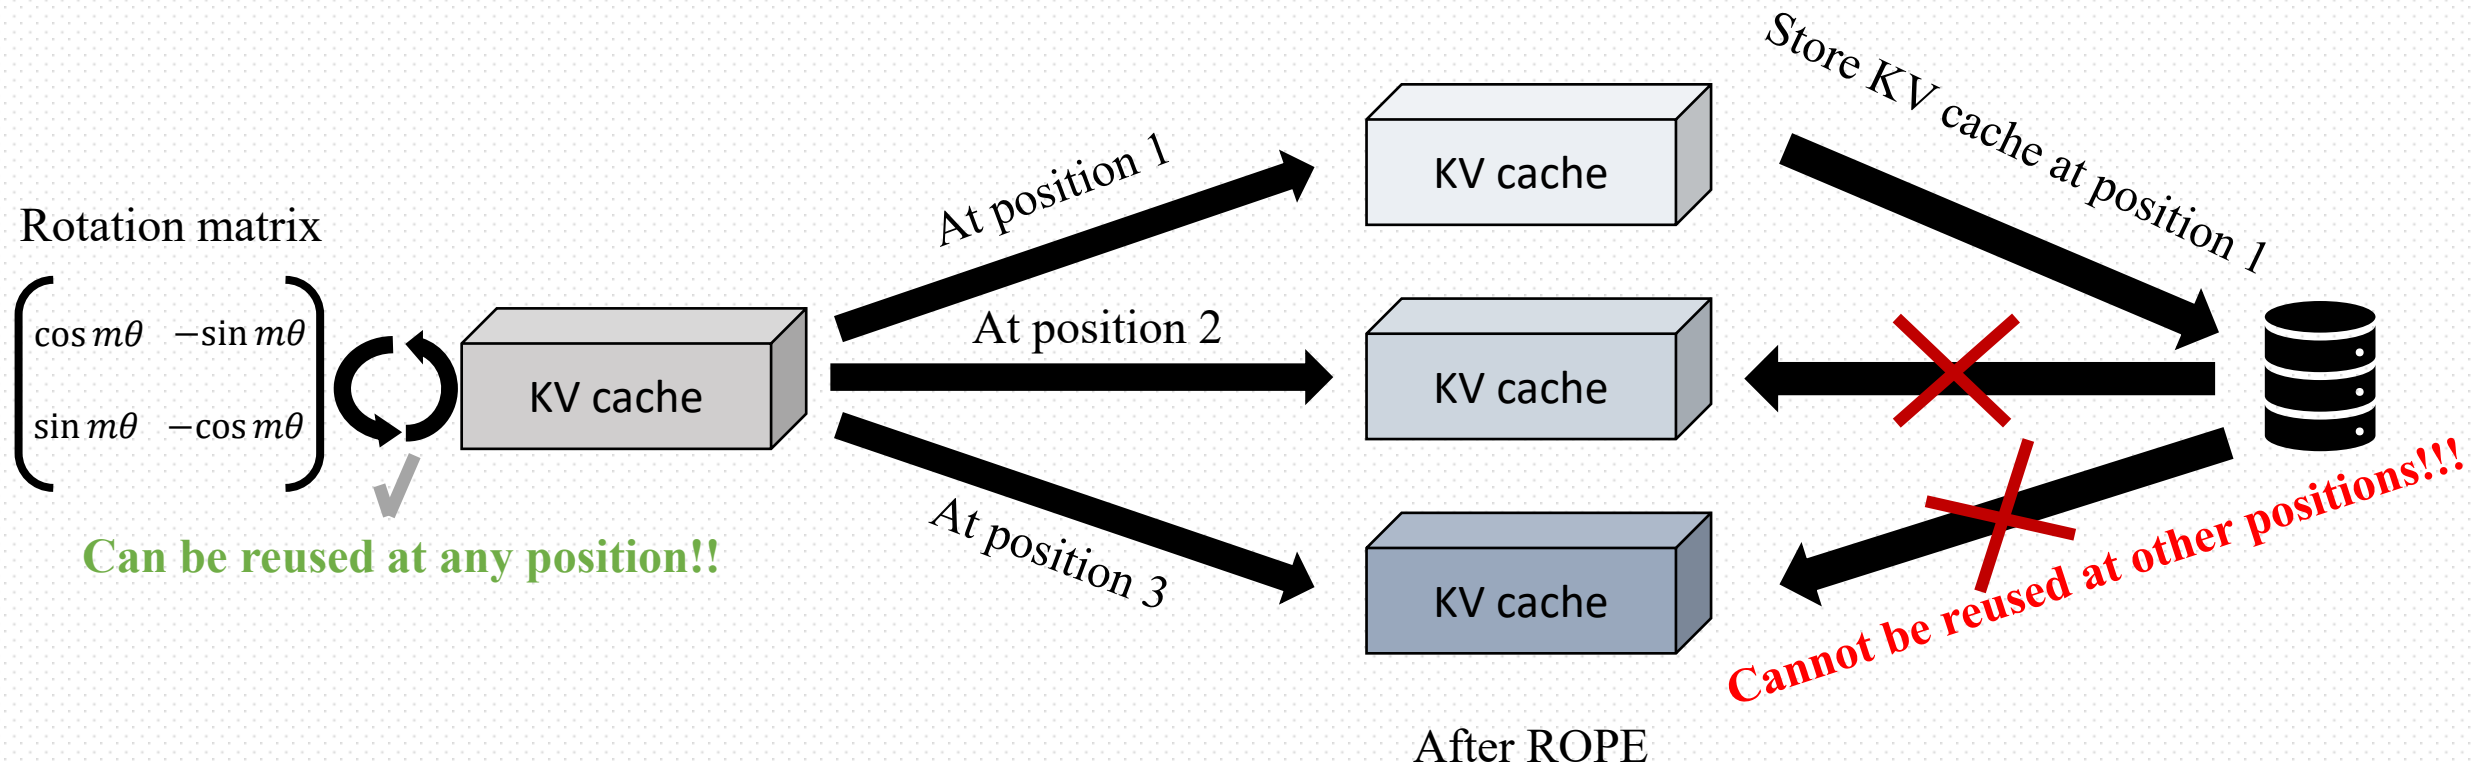 Rotation matrix
cos mθ −sin mθ
sin mθ −cos mθ
KV cache
Can be reused at any position!!
At position 1
At position 2
At position 3
KV cache
KV cache
KV cache
After ROPE
Store KV cache at position 1
Cannot be reused at other positions!!!